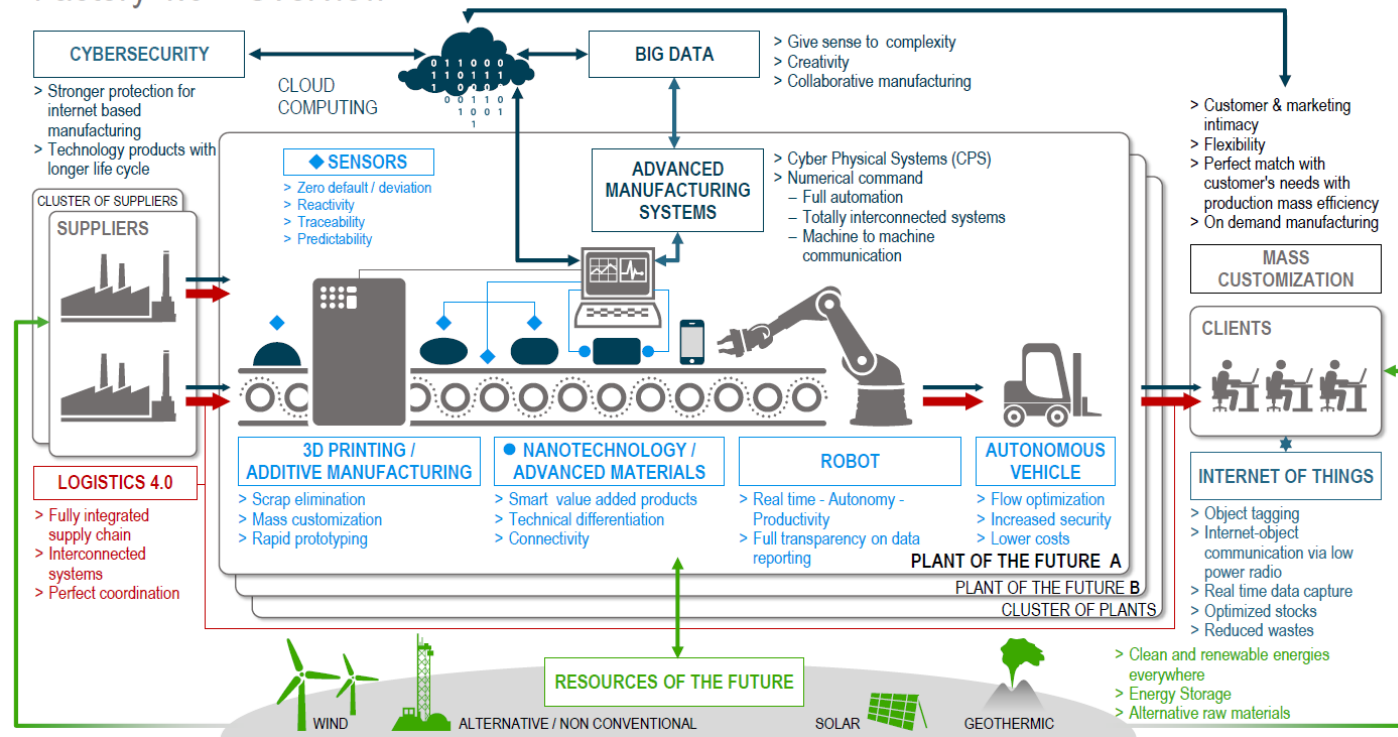 CYBERSECURITY
> Stronger protection for
internet based
manufacturing
> Technology products with
longer life cycle
CLOUD
COMPUTING
0 1 1 0 0 0
BIG DATA
> Give sense to complexity
> Creativity
> Collaborative manufacturing
> Customer & marketing
intimacy
> Flexibility
> Perfect match with
customer's needs with
production mass efficiency
> On demand manufacturing
MASS
CUSTOMIZATION
CLUSTER OF SUPPLIERS
SUPPLIERS
SENSORS
> Zero default / deviation
> Reactivity
> Traceability
> Predictability
ADVANCED
MANUFACTURING
SYSTEMS
> Cyber Physical Systems (CPS)
> Numerical command
– Full automation
– Totally interconnected systems
– Machine to machine
communication
CLIENTS
LOGISTICS 4.0
> Fully integrated
supply chain
> Interconnected
systems
> Perfect coordination
3D PRINTING /
ADDITIVE MANUFACTURING
> Scrap elimination
> Mass customization
> Rapid prototyping
NANOTECHNOLOGY /
ADVANCED MATERIALS
> Smart value added products
> Technical differentiation
> Connectivity
ROBOT
> Real time - Autonomy -
Productivity
> Full transparency on data
reporting
AUTONOMOUS
VEHICLE
> Flow optimization
> Increased security
> Lower costs
PLANT OF THE FUTURE A
PLANT OF THE FUTURE B
CLUSTER OF PLANTS
INTERNET OF THINGS
> Object tagging
> Internet-object
communication via low
power radio
> Real time data capture
> Optimized stocks
> Reduced wastes
RESOURCES OF THE FUTURE
WIND
ALTERNATIVE / NON CONVENTIONAL
SOLAR
GEOTHERMIC
> Clean and renewable energies
everywhere
> Energy Storage
> Alternative raw materials